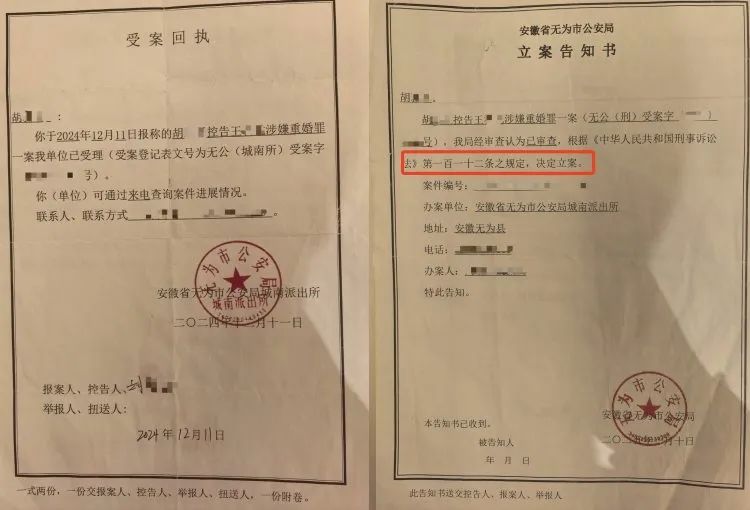 受案回执
胡
：
你于2024年12月11日报称的胡
控告王
涉嫌重婚罪
一案我单位已受理（受案登记表文号为无公（城南所）受案字
号）。
你（单位）可通过来电查询案件进展情况。
联系人、联系方式
。
无为市公安局
城南派出所
安徽省无为市公安局城南派出所
二〇二四年十二月十一日
报案人、控告人、
举报人、扭送人：
2024年12月11日
一式两份，一份交报案人、控告人、举报人、扭送人，一份附卷。
安徽省无为市公安局
立案告知书
胡
胡
控告王
涉嫌重婚罪一案（无公（刑）受案字
号），我局经审查认为已审查，根据《中华人民共和国刑事诉讼
法》第一百一十二条之规定，决定立案。
案件编号：
办案单位：安徽省无为市公安局城南派出所
地址：安徽无为县
电话：
办案人：
特此告知。
无为市公安局
安徽省无为市公安局
本告知书已收到。
被告知人
年 月 日
此告知书送交控告人、报案人、举报人